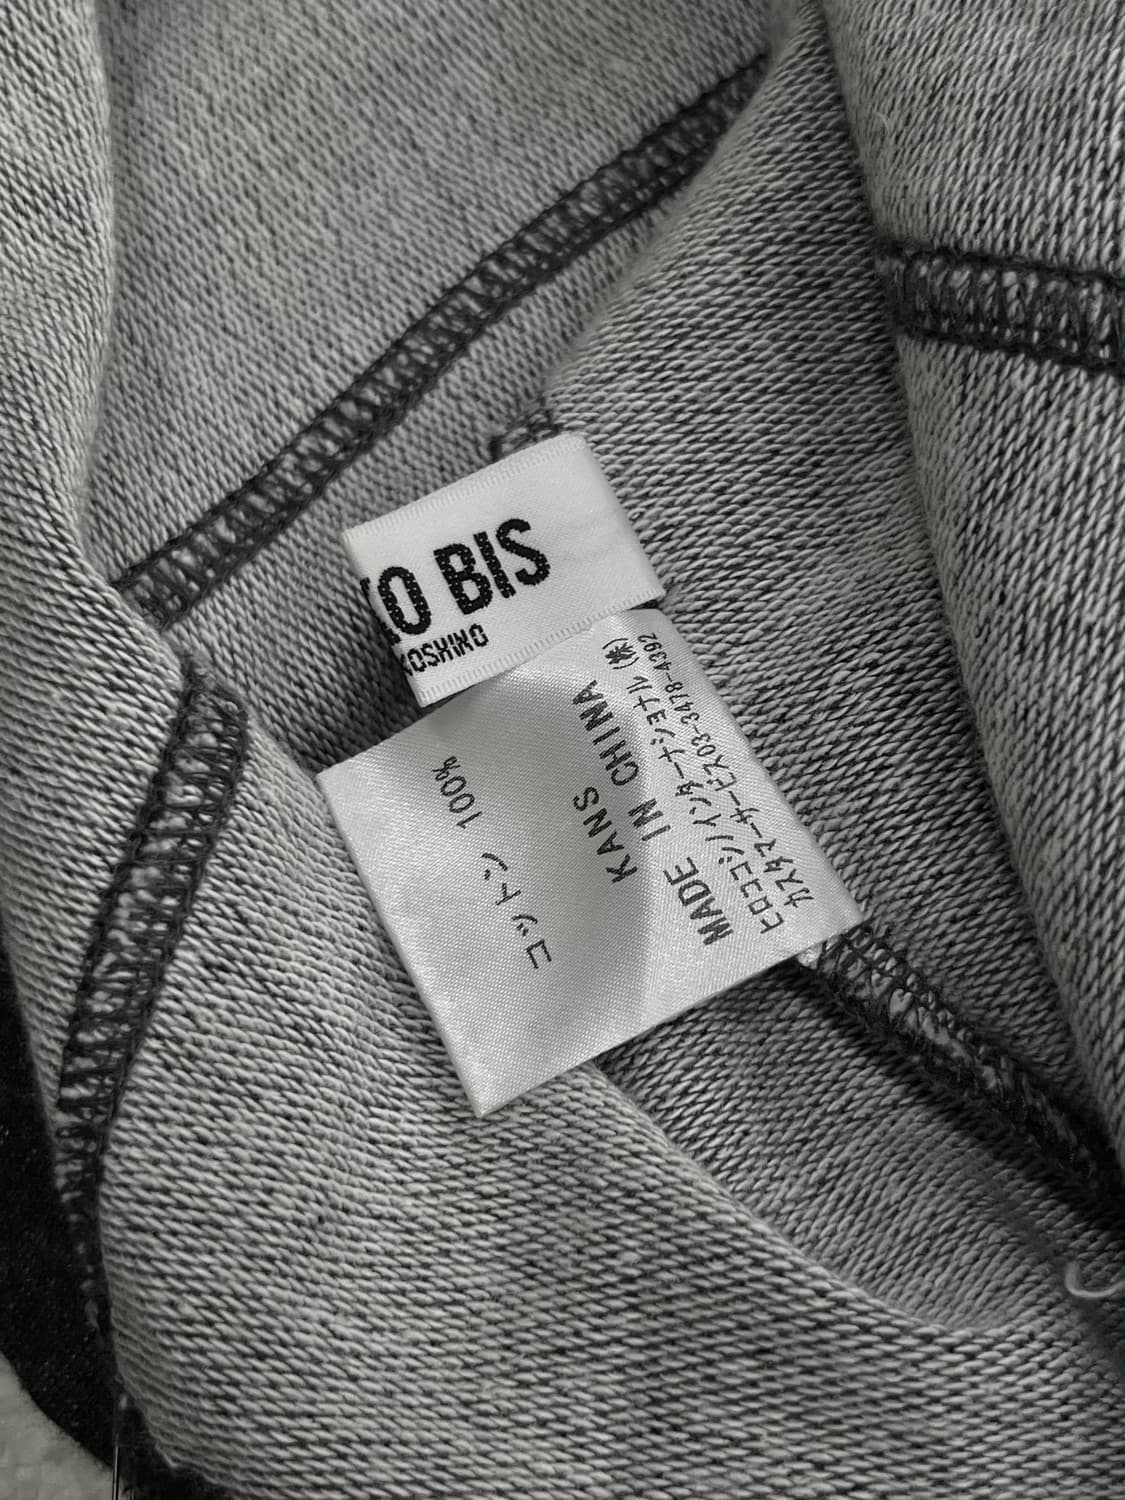 KO BIS
KOSHINO
コットン 100%
KANS
MADE IN CHINA
ヒロココシノインターナショナル(株)
カスタマーサービス03-3478-4392